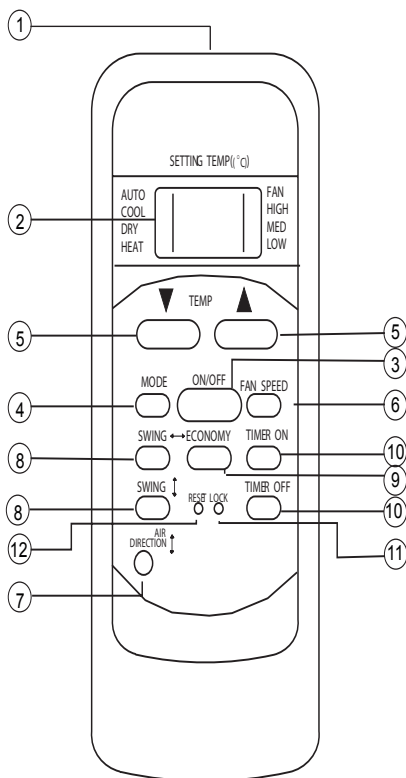 1
SETTING TEMP(°C)
AUTO
COOL
DRY
HEAT
FAN
HIGH
MED
LOW
2
TEMP
5
5
3
MODE
ON/OFF
FAN SPEED
4
6
SWING ↔ ECONOMY
TIMER ON
8
10
9
SWING ↕
RESET LOCK
TIMER OFF
8
10
12
11
AIR
DIRECTION ↕
7